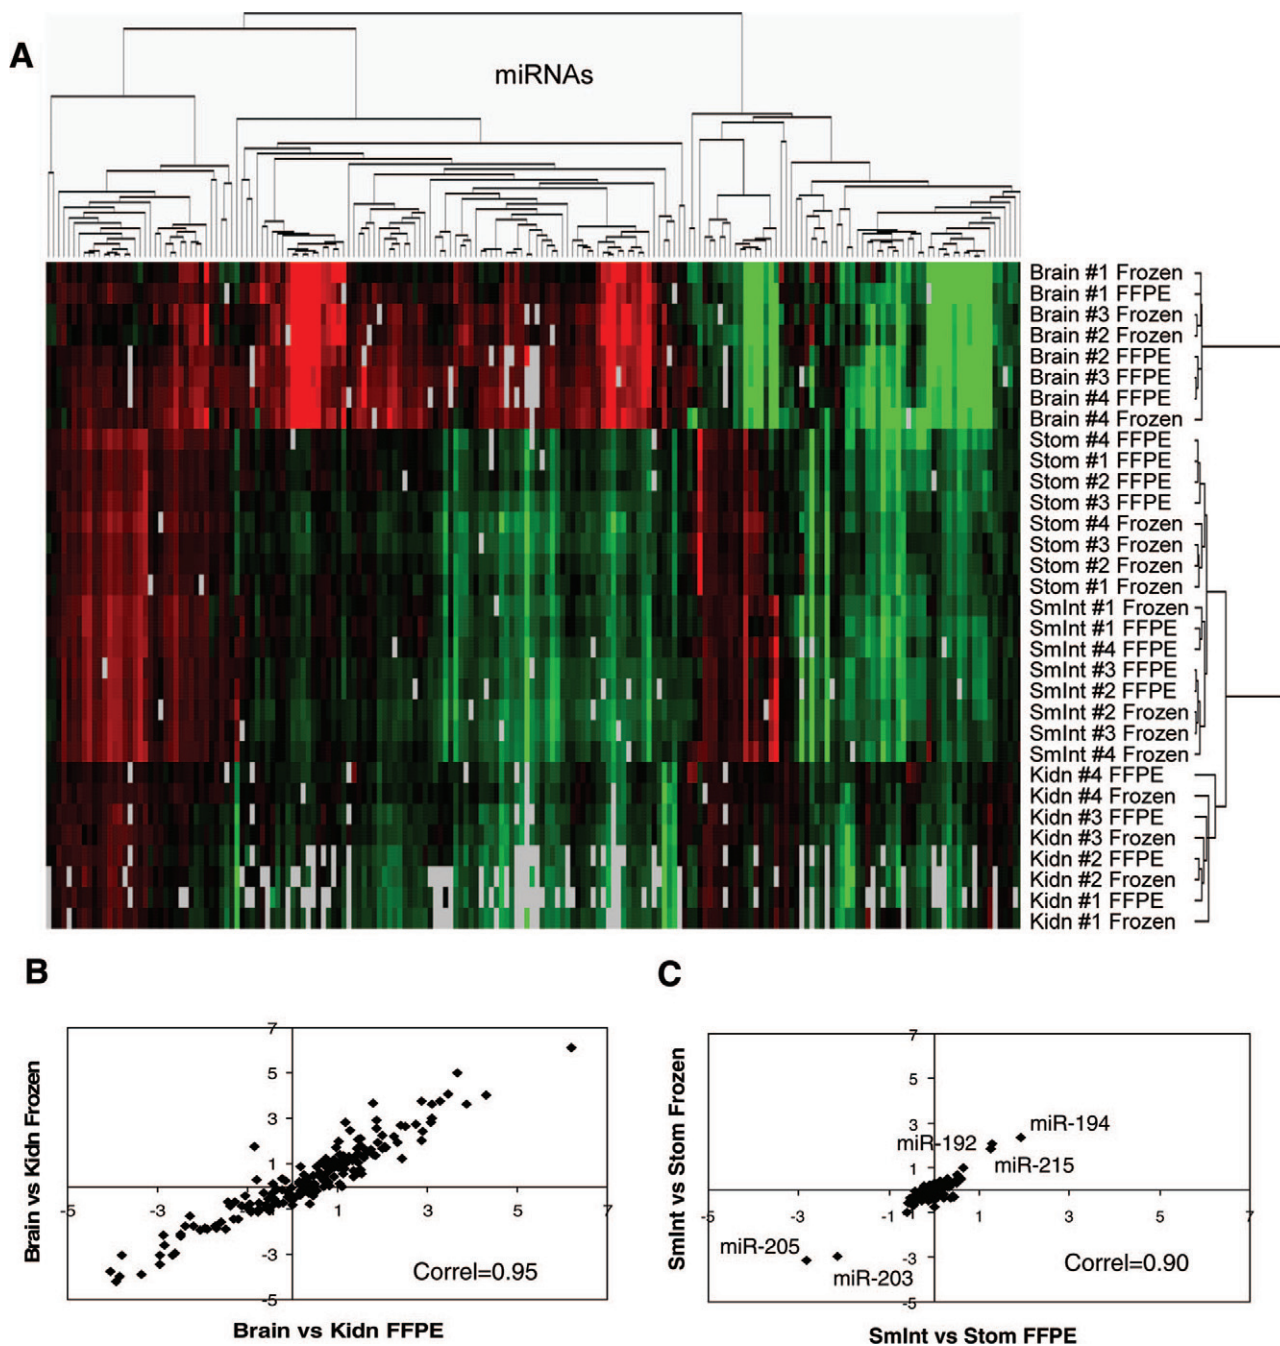 A
miRNAs
Brain #1 Frozen
Brain #1 FFPE
Brain #3 Frozen
Brain #2 Frozen
Brain #2 FFPE
Brain #3 FFPE
Brain #4 FFPE
Brain #4 Frozen
Stom #4 FFPE
Stom #1 FFPE
Stom #2 FFPE
Stom #3 FFPE
Stom #4 Frozen
Stom #3 Frozen
Stom #2 Frozen
Stom #1 Frozen
SmInt #1 Frozen
SmInt #1 FFPE
SmInt #4 FFPE
SmInt #3 FFPE
SmInt #2 FFPE
SmInt #2 Frozen
SmInt #3 Frozen
SmInt #4 Frozen
Kidn #4 FFPE
Kidn #4 Frozen
Kidn #3 FFPE
Kidn #3 Frozen
Kidn #2 FFPE
Kidn #2 Frozen
Kidn #1 FFPE
Kidn #1 Frozen
B
Brain vs Kidn Frozen
7
5
3
1
-5 -3 1 3 5 7
-3
-5
Correl=0.95
Brain vs Kidn FFPE
C
SmInt vs Stom Frozen
7
5
3
1
miR-194
miR-192
miR-215
-5 -3 -1 1 3 5 7
miR-205
miR-203
-3
-5
Correl=0.90
SmInt vs Stom FFPE